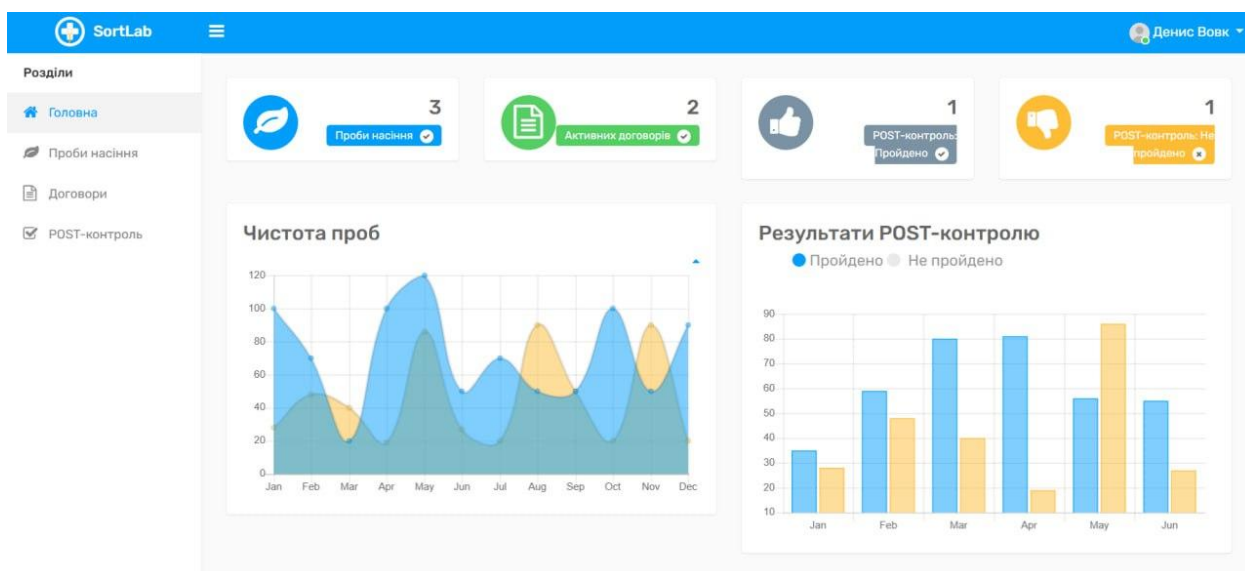 SortLab
Денис Вовк
Розділи
Головна
Проби насіння
Договори
POST-контроль
3
Проби насіння
2
Активних договорів
1
POST-контроль:
Пройдено
1
POST-контроль: Не
пройдено
Чистота проб
120
100
80
60
40
20
0
Jan Feb Mar Apr May Jun Jul Aug Sep Oct Nov Dec
Результати POST-контролю
Пройдено Не пройдено
90
80
70
60
50
40
30
20
10
Jan Feb Mar Apr May Jun